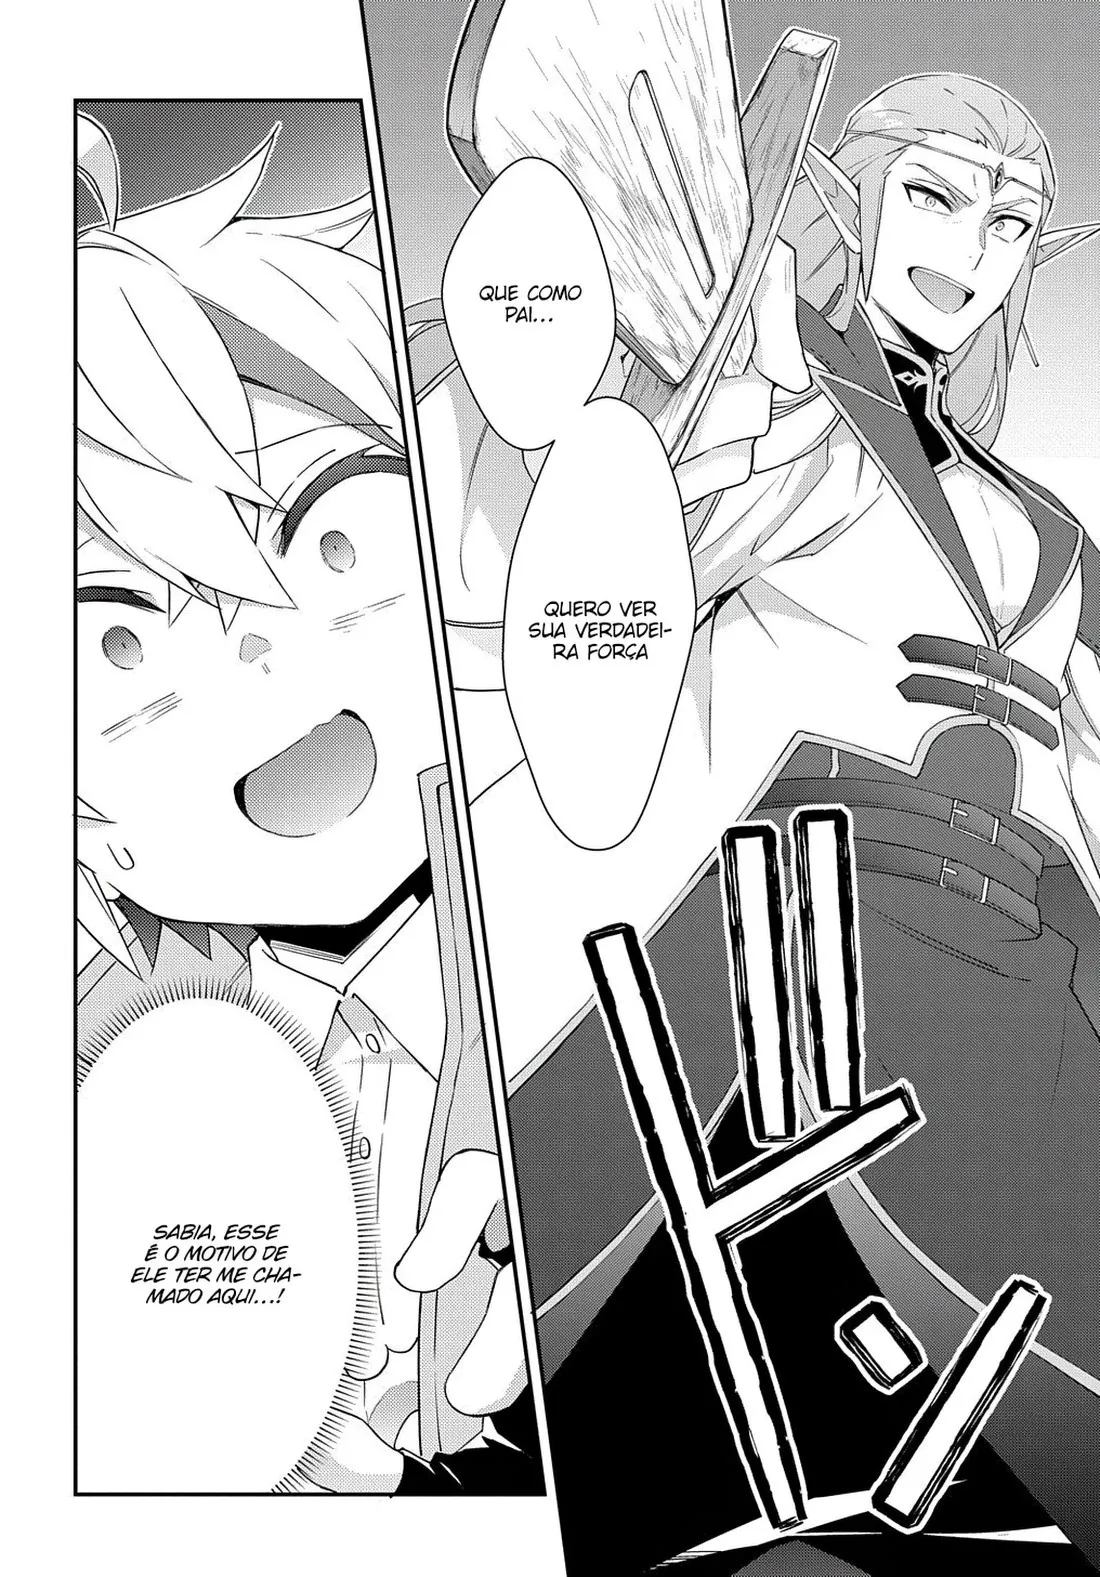 QUE COMO
PAI...
QUERO VER
SUA VERDADEI-
RA FORÇA
ドン
SABIA, ESSE
É O MOTIVO DE
ELE TER ME CHA-
MADO AQUI...!